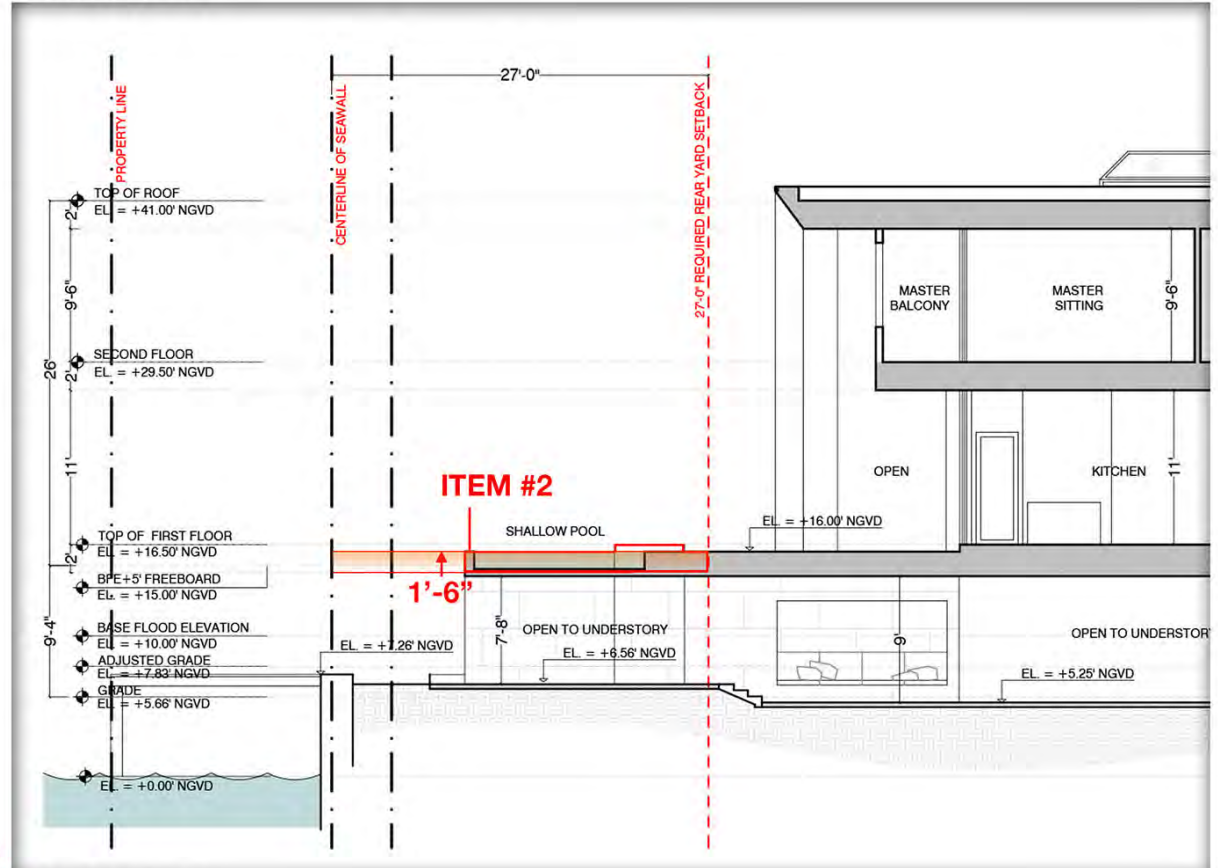 27'-0"
PROPERTY LINE
CENTERLINE OF SEAWALL
27'-0" REQUIRED REAR YARD SETBACK
TOP OF ROOF
EL. = +41.00' NGVD
2'
9'-6"
MASTER
BALCONY
MASTER
SITTING
9'-6"
SECOND FLOOR
EL. = +29.50' NGVD
26'
2'
11'
OPEN
KITCHEN
11'
ITEM #2
SHALLOW POOL
EL. = +16.00' NGVD
TOP OF FIRST FLOOR
EL. = +16.50' NGVD
2'
1'-6"
BFE+5' FREEBOARD
EL. = +15.00' NGVD
9'-4"
BASE FLOOD ELEVATION
EL. = +10.00' NGVD
7'-8"
OPEN TO UNDERSTORY
9'
OPEN TO UNDERSTOR
EL. = +7.26' NGVD
EL. = +6.56' NGVD
ADJUSTED GRADE
EL. = +7.83' NGVD
EL. = +5.25' NGVD
GRADE
EL. = +5.66' NGVD
EL. = +0.00' NGVD